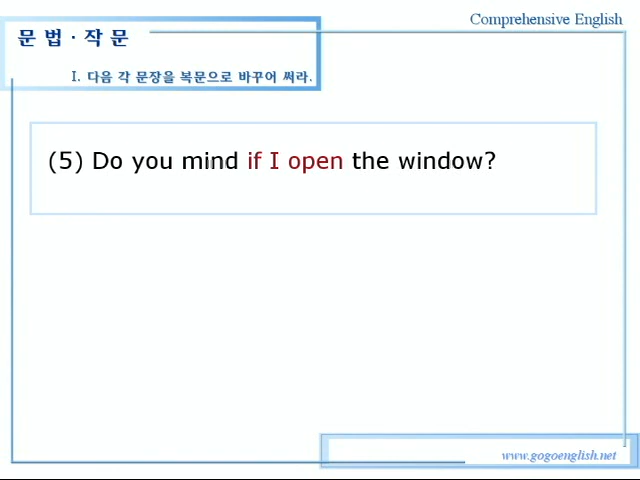 Comprehensive English
문 법 · 작 문
I. 다음 각 문장을 복문으로 바꾸어 써라.
(5) Do you mind if I open the window?
www.gogoenglish.net